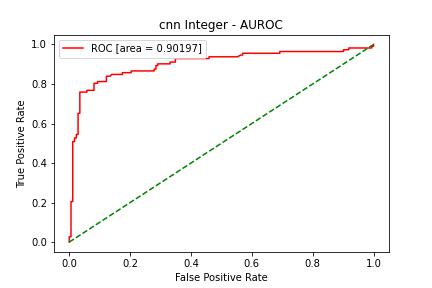 cnn Integer - AUROC
ROC [area = 0.90197]
True Positive Rate
1.0
0.8
0.6
0.4
0.2
0.0
0.0 0.2 0.4 0.6 0.8 1.0
False Positive Rate